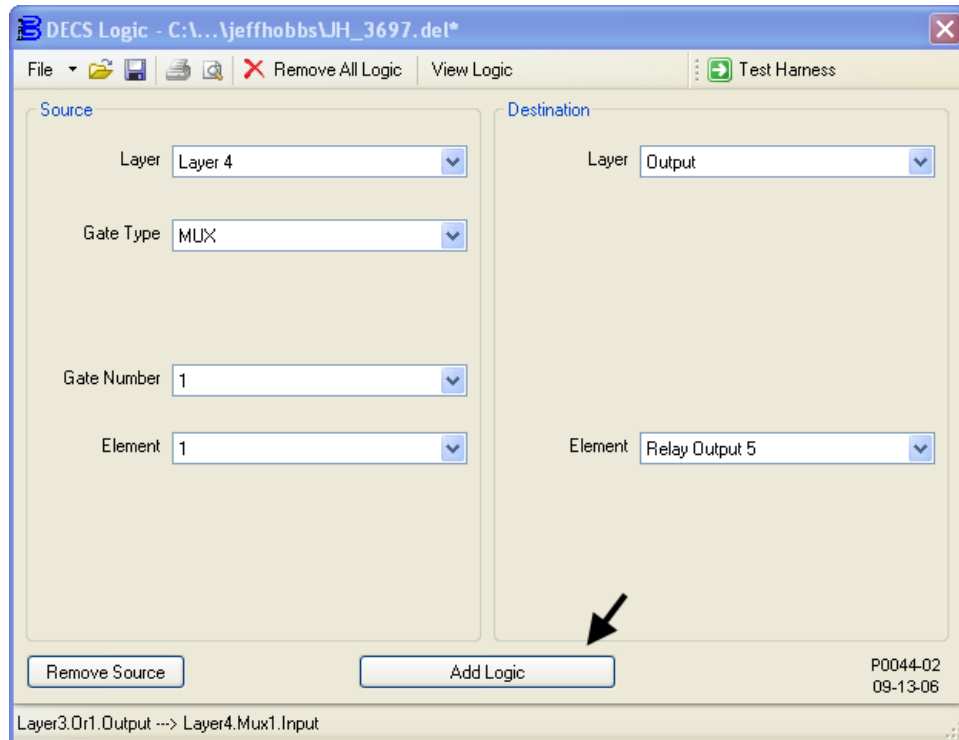 DECS Logic - C:\...\jeffhobbs\JH_3697.del*
File Remove All Logic View Logic Test Harness
Source
Layer Layer 4
Gate Type MUX
Gate Number 1
Element 1
Destination
Layer Output
Element Relay Output 5
Remove Source
Add Logic
P0044-02
09-13-06
Layer3.Or1.Output ---> Layer4.Mux1.Input